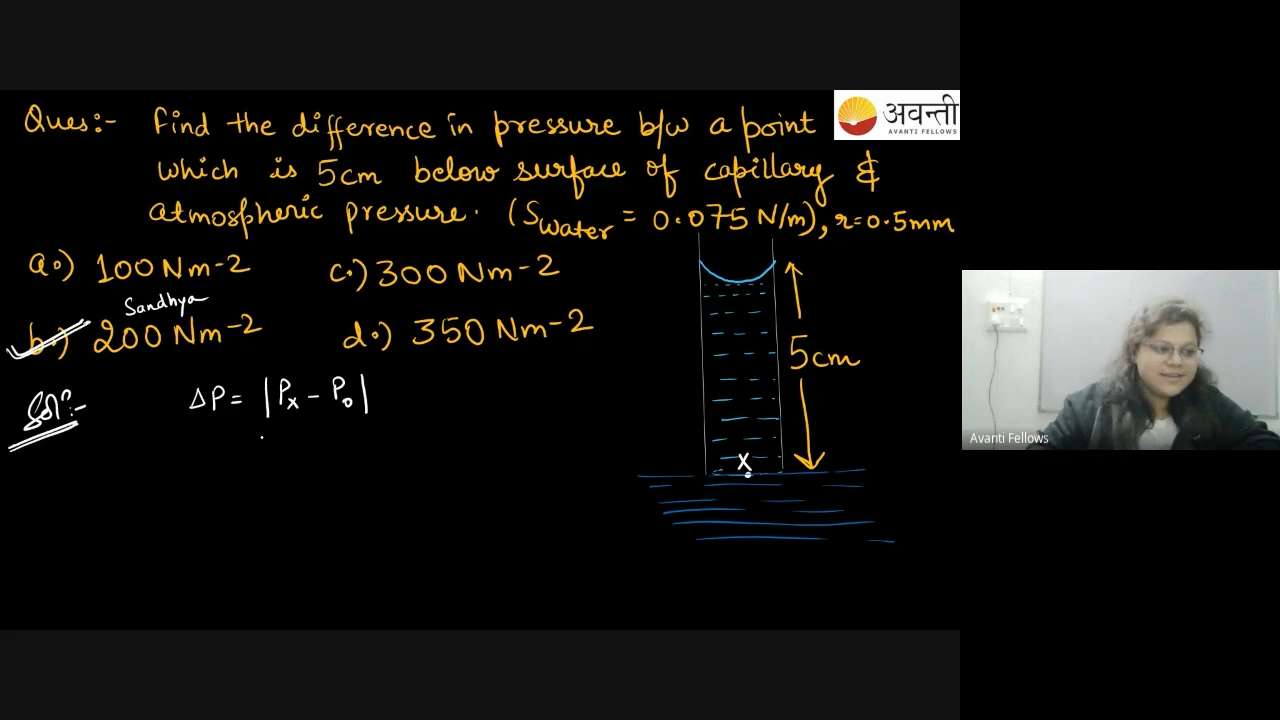 Ques:- Find the difference in pressure b/w a point
which is 5cm below surface of capillary &
atmospheric pressure. (Swater = 0.075 N/m), r=0.5mm
a.) 100 Nm-2
c.) 300 Nm-2
Sandhya
b.) 200 Nm-2
d.) 350 Nm-2
Solⁿ:-
ΔP = |Px - P0|
5cm
x
अवन्ती
AVANTI FELLOWS
Avanti Fellows